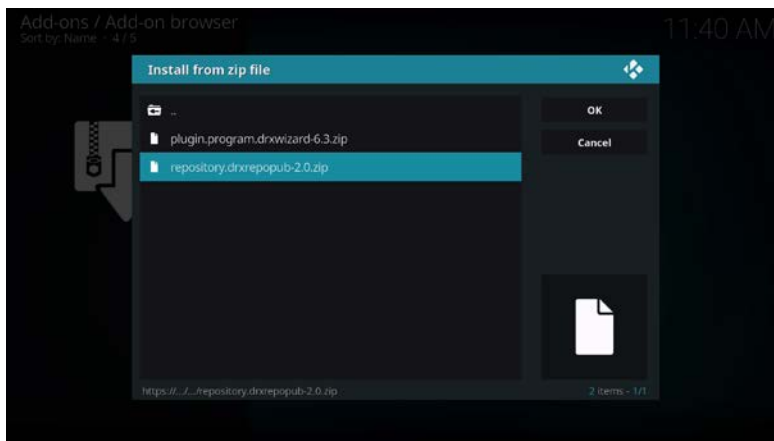 Add-ons / Add-on browser
Sort by: Name · 4 / 5
11:40 AM
Install from zip file
..
plugin.program.drxwizard-6.3.zip
repository.drxrepopub-2.0.zip
OK
Cancel
https://.../.../repository.drxrepopub-2.0.zip
2 items - 1/1